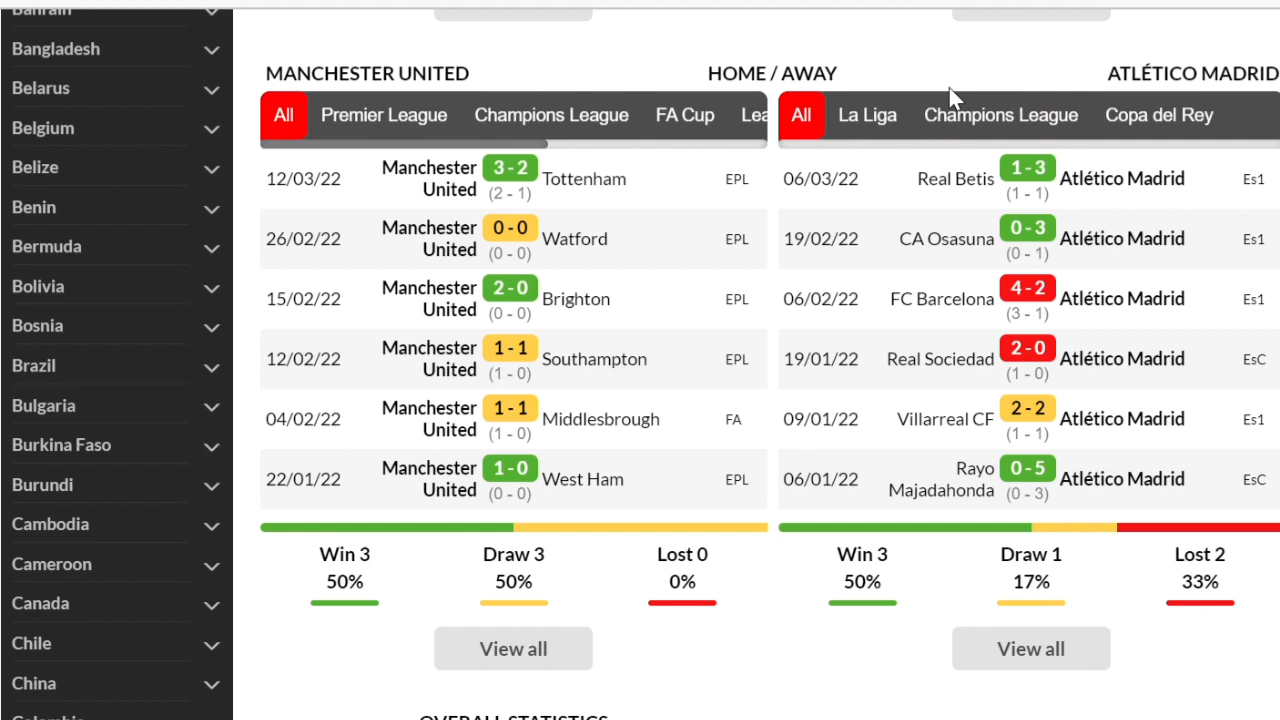 Bahrain
Bangladesh
Belarus
Belgium
Belize
Benin
Bermuda
Bolivia
Bosnia
Brazil
Bulgaria
Burkina Faso
Burundi
Cambodia
Cameroon
Canada
Chile
China
Colombia
MANCHESTER UNITED HOME / AWAY ATLÉTICO MADRID
All Premier League Champions League FA Cup Lea
12/03/22 Manchester United 3 - 2 (2 - 1) Tottenham EPL
26/02/22 Manchester United 0 - 0 (0 - 0) Watford EPL
15/02/22 Manchester United 2 - 0 (0 - 0) Brighton EPL
12/02/22 Manchester United 1 - 1 (1 - 0) Southampton EPL
04/02/22 Manchester United 1 - 1 (1 - 0) Middlesbrough FA
22/01/22 Manchester United 1 - 0 (0 - 0) West Ham EPL
Win 3 Draw 3 Lost 0
50% 50% 0%
View all
All La Liga Champions League Copa del Rey
06/03/22 Real Betis 1 - 3 (1 - 1) Atlético Madrid Es1
19/02/22 CA Osasuna 0 - 3 (0 - 1) Atlético Madrid Es1
06/02/22 FC Barcelona 4 - 2 (3 - 1) Atlético Madrid Es1
19/01/22 Real Sociedad 2 - 0 (1 - 0) Atlético Madrid EsC
09/01/22 Villarreal CF 2 - 2 (1 - 1) Atlético Madrid Es1
06/01/22 Rayo Majadahonda 0 - 5 (0 - 3) Atlético Madrid EsC
Win 3 Draw 1 Lost 2
50% 17% 33%
View all
OVERALL STATISTICS